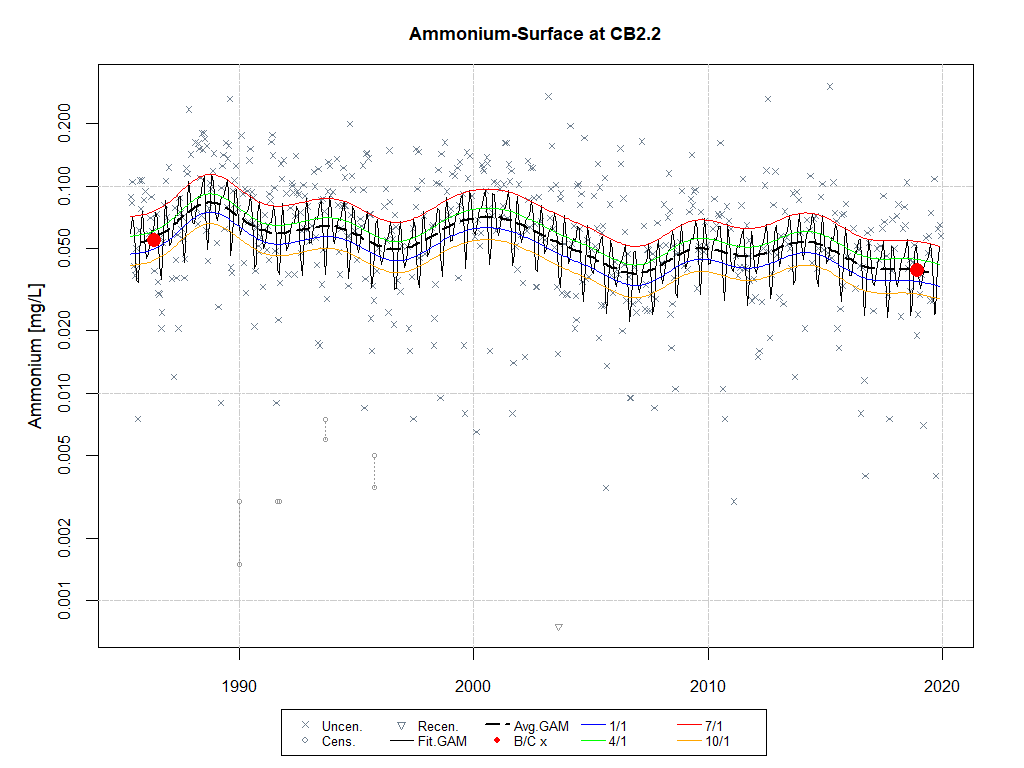 Ammonium-Surface at CB2.2
Ammonium [mg/L]
0.200
0.100
0.050
0.020
0.010
0.005
0.002
0.001
1990 2000 2010 2020
Uncen. Recen. Avg.GAM 1/1 7/1
Cens. Fit.GAM B/C x 4/1 10/1